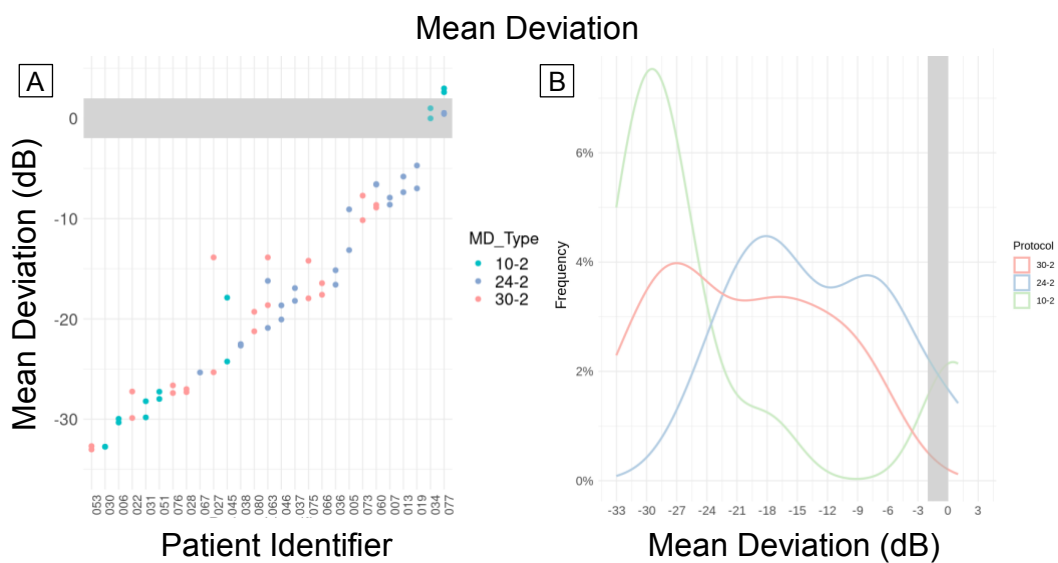 Mean Deviation
A
Mean Deviation (dB)
0
-10
-20
-30
053 030 006 022 031 051 076 028 067 027 045 038 080 063 046 037 075 066 036 005 073 060 007 013 019 034 077
Patient Identifier
MD_Type
10-2
24-2
30-2
B
Frequency
6%
4%
2%
0%
-33 -30 -27 -24 -21 -18 -15 -12 -9 -6 -3 0 3
Mean Deviation (dB)
Protocol
30-2
24-2
10-2